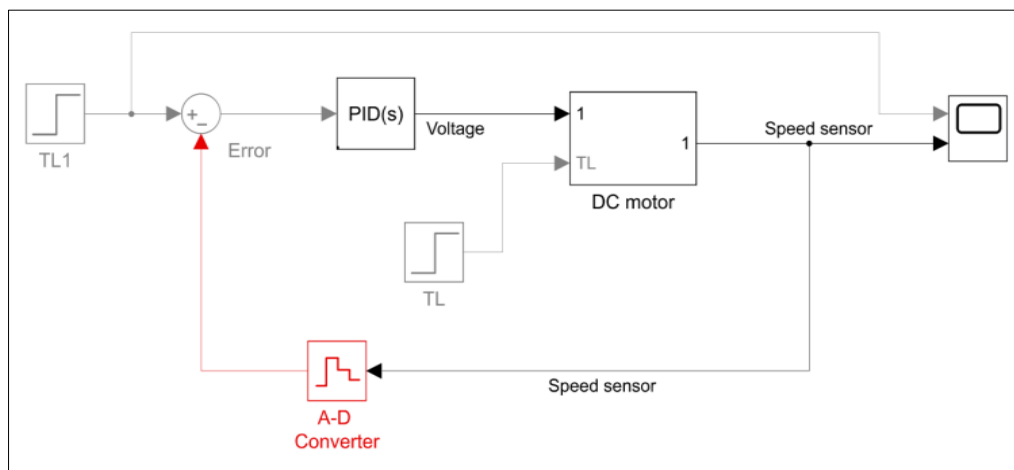 TL1
+
−
Error
PID(s)
Voltage
1
TL
1
DC motor
Speed sensor
TL
A-D
Converter
Speed sensor